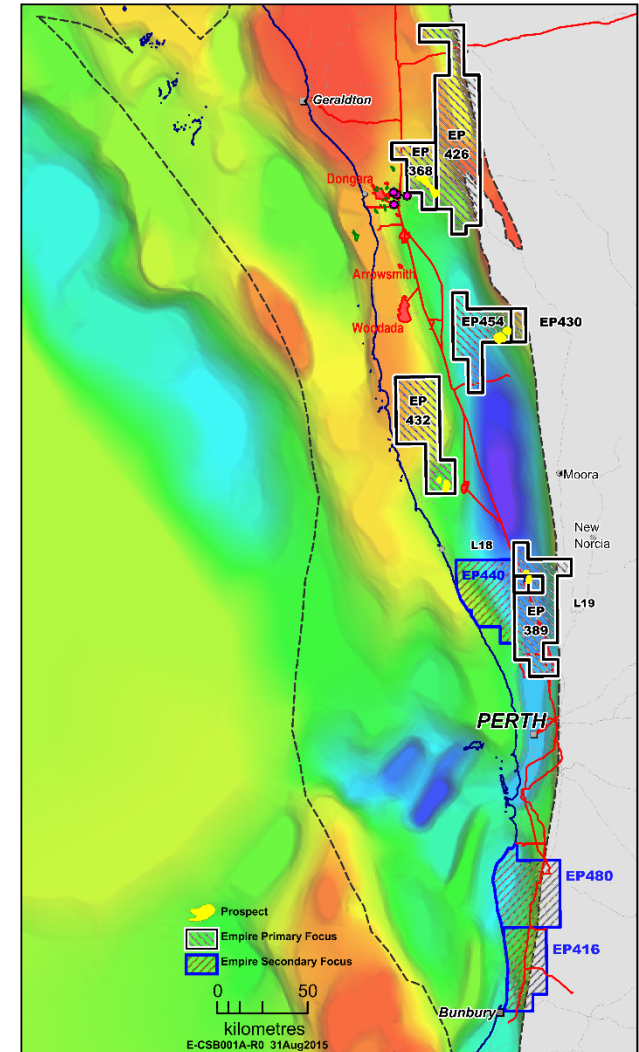 Geraldton
EP
426
EP
368
Dongara
Arrowsmith
Woodada
EP454
EP430
EP
432
Moora
New
Norcia
L18
EP440
L19
EP
389
PERTH
EP480
EP416
Prospect
Empire Primary Focus
Empire Secondary Focus
0 50
kilometres
E-CSB001A-R0 31Aug2015
Bunbury